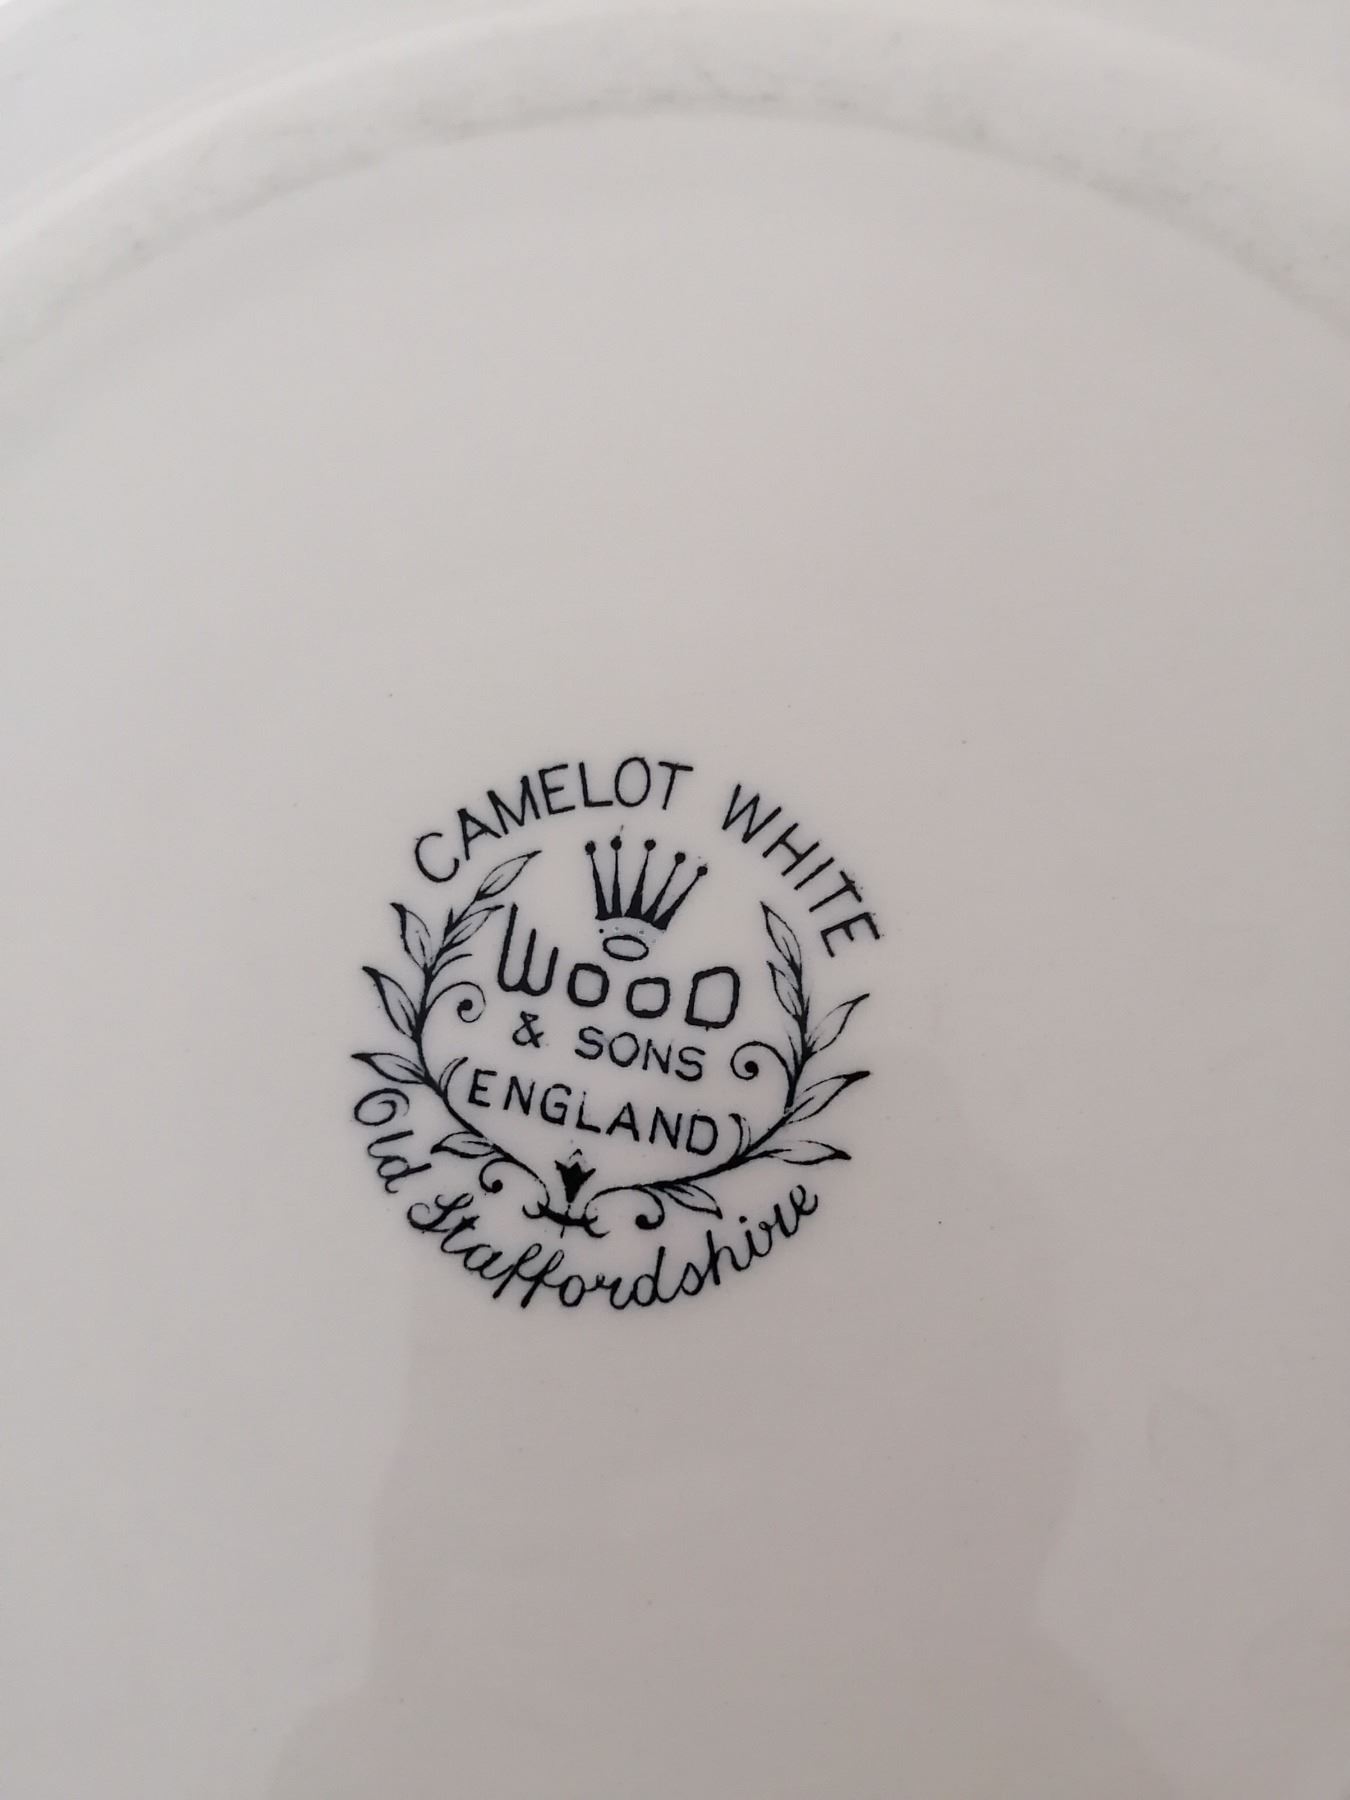 CAMELOT WHITE
WOOD
& SONS
(ENGLAND)
Old Staffordshire